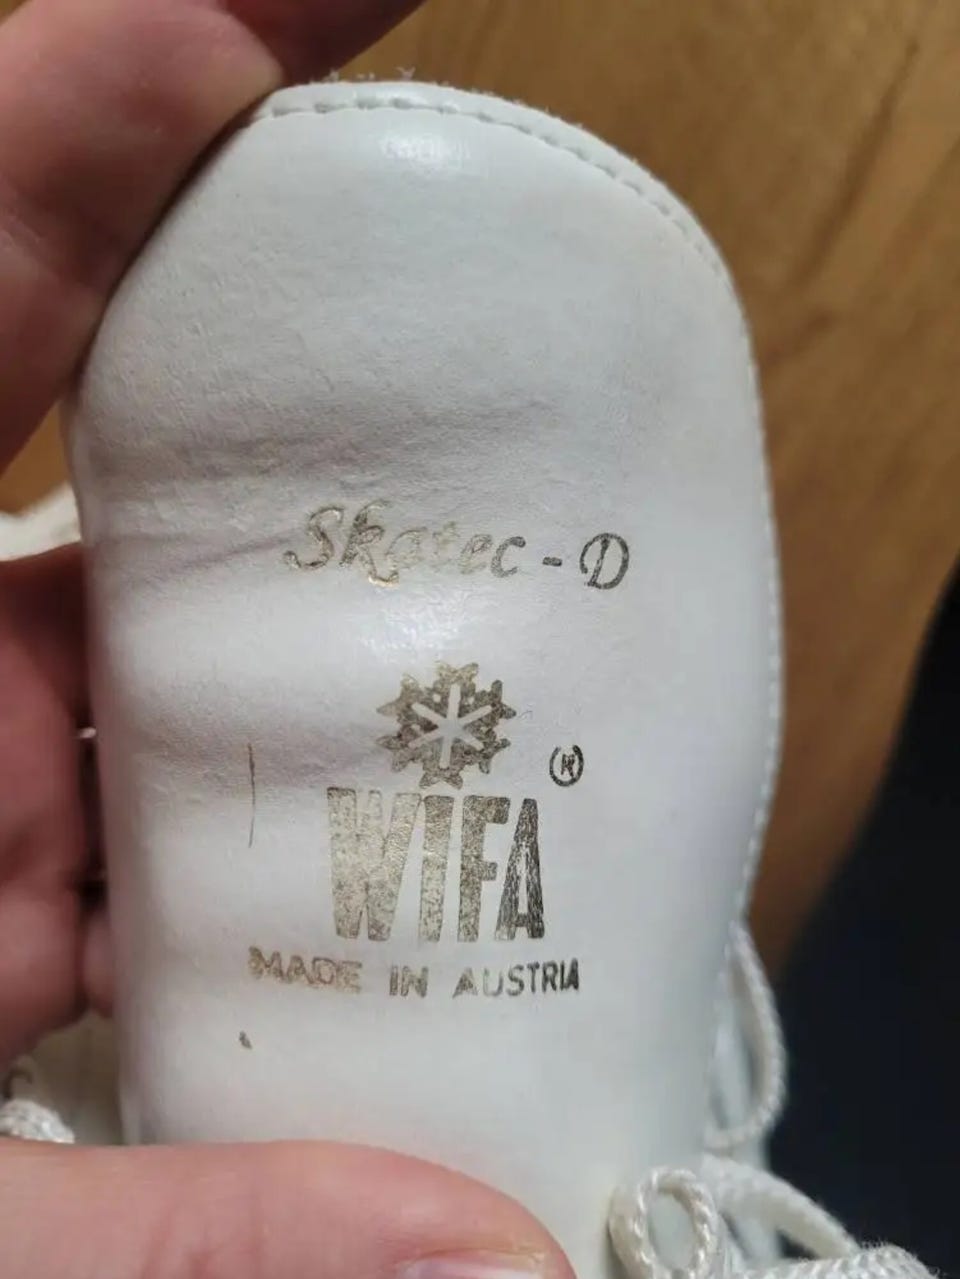 Skatec - D
®
WIFA
MADE IN AUSTRIA